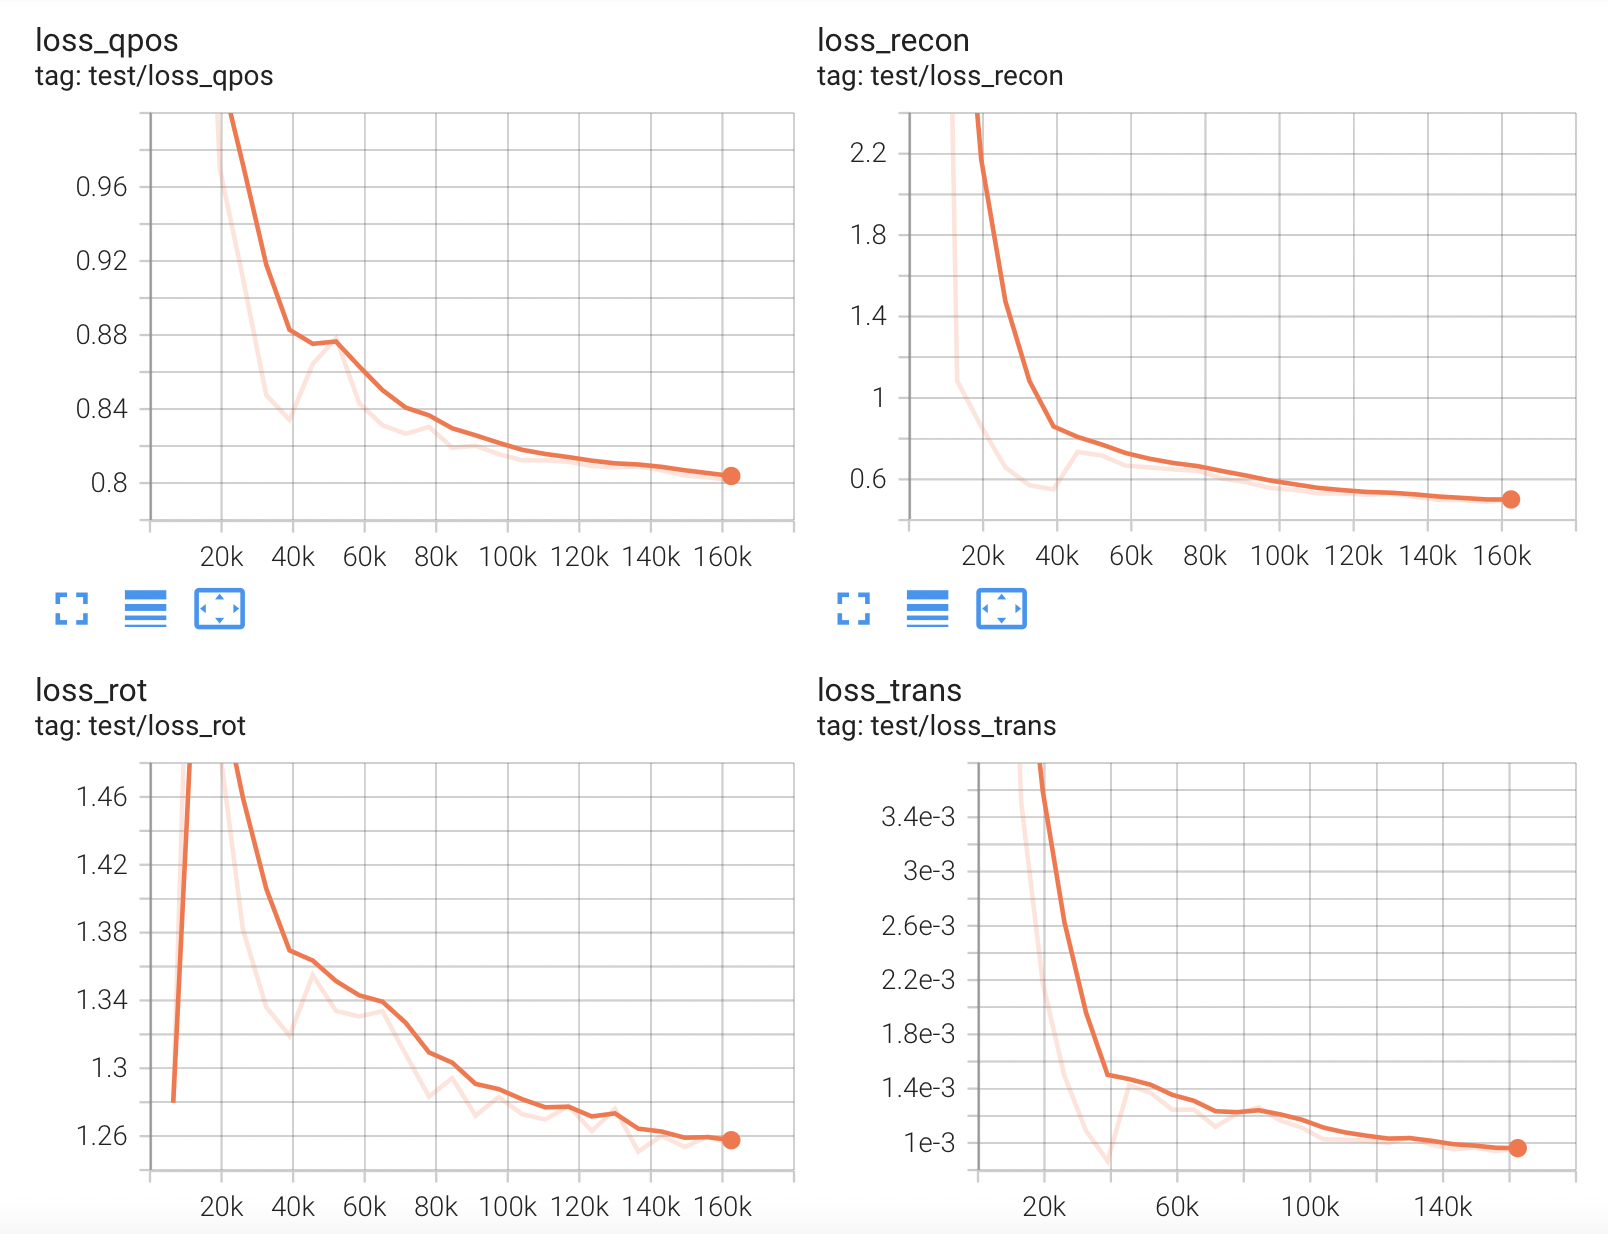 loss_qpos
tag: test/loss_qpos
0.96
0.92
0.88
0.84
0.8
20k 40k 60k 80k 100k 120k 140k 160k
loss_recon
tag: test/loss_recon
2.2
1.8
1.4
1
0.6
20k 40k 60k 80k 100k 120k 140k 160k
loss_rot
tag: test/loss_rot
1.46
1.42
1.38
1.34
1.3
1.26
20k 40k 60k 80k 100k 120k 140k 160k
loss_trans
tag: test/loss_trans
3.4e-3
3e-3
2.6e-3
2.2e-3
1.8e-3
1.4e-3
1e-3
20k 60k 100k 140k